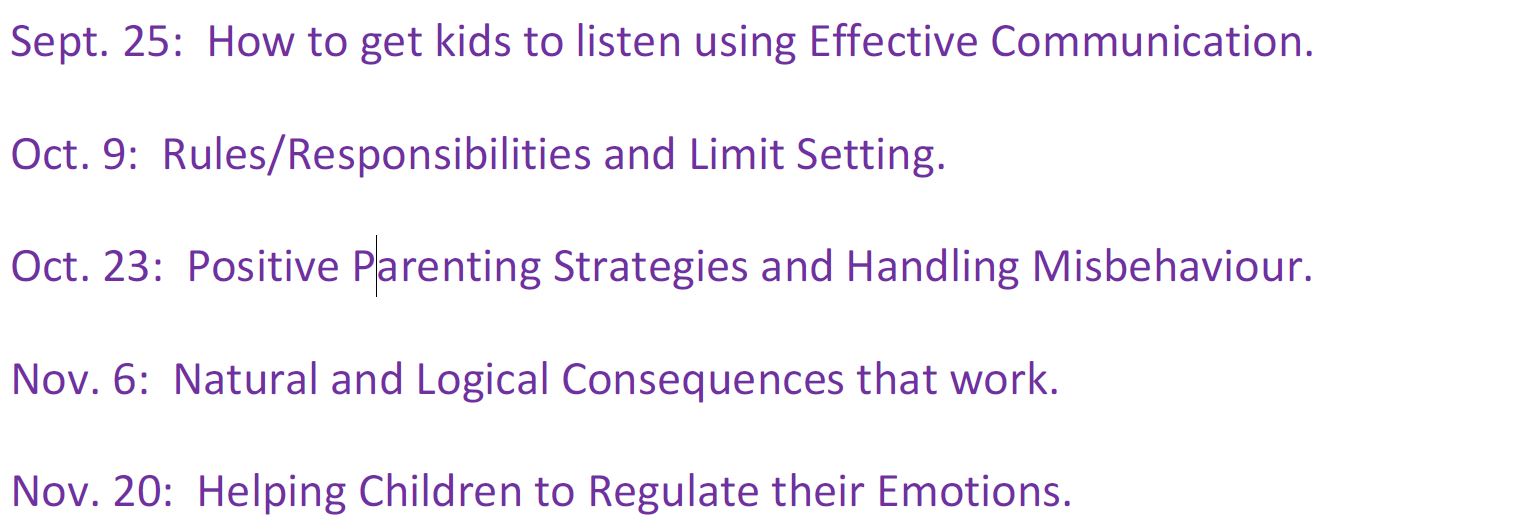 Sept. 25:  How to get kids to listen using Effective Communication.
Oct. 9:  Rules/Responsibilities and Limit Setting.
Oct. 23:  Positive Parenting Strategies and Handling Misbehaviour.
Nov. 6:  Natural and Logical Consequences that work.
Nov. 20:  Helping Children to Regulate their Emotions.